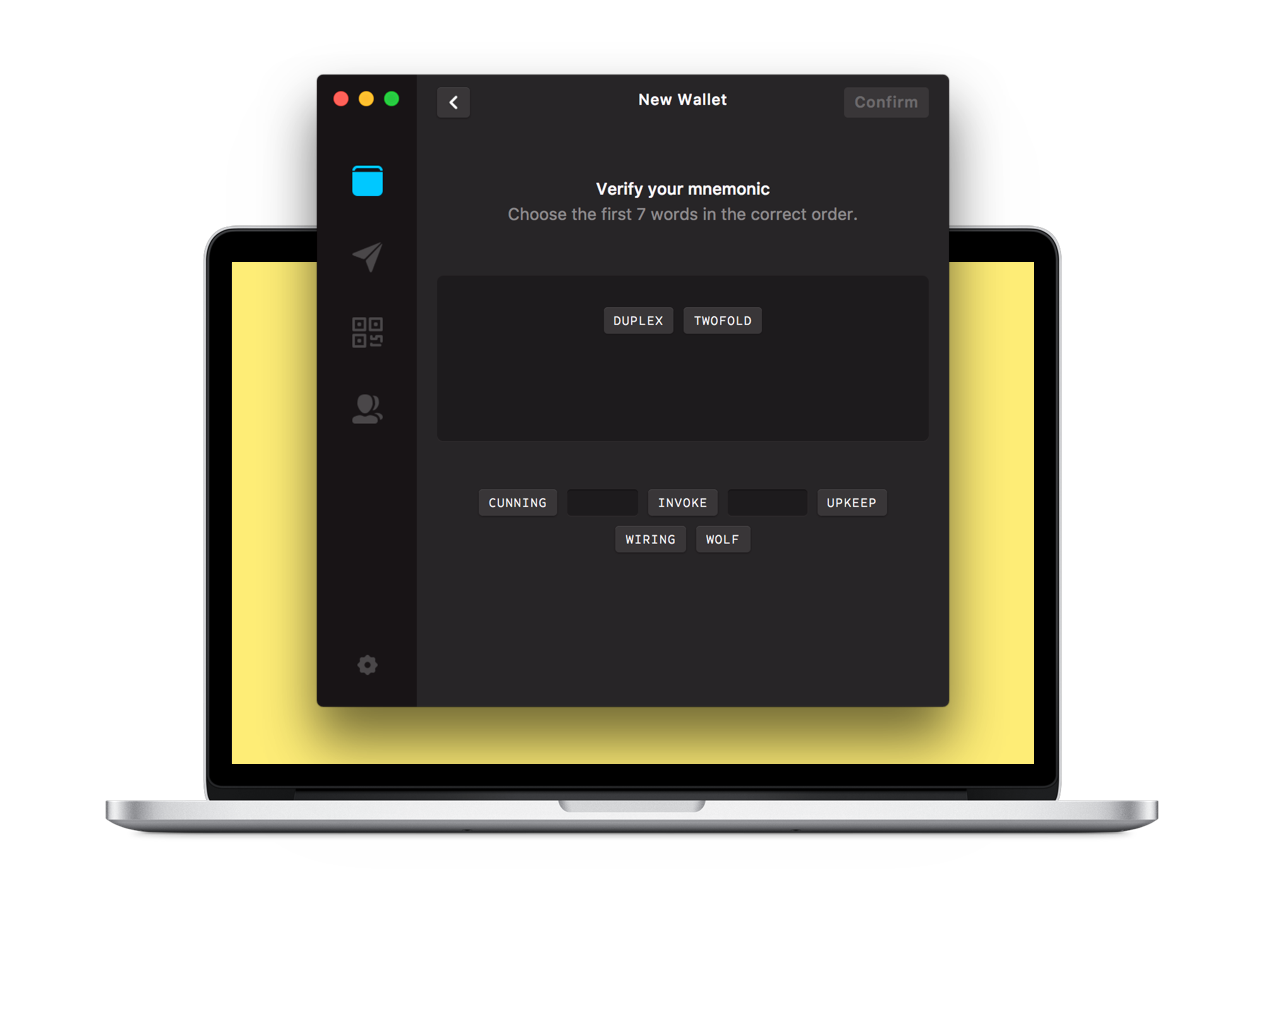 New Wallet
Confirm
Verify your mnemonic
Choose the first 7 words in the correct order.
DUPLEX TWOFOLD
CUNNING INVOKE UPKEEP
WIRING WOLF